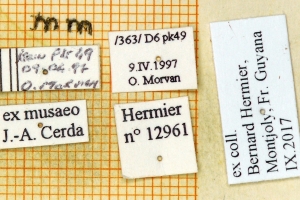 /363/ D6 pk49
9.IV.1997
O. Morvan
ex musaeo
J.-A. Cerda
Hermier
n° 12961
ex coll.
Bernard Hermier,
Montjoly, Fr. Guyana
IX.2017